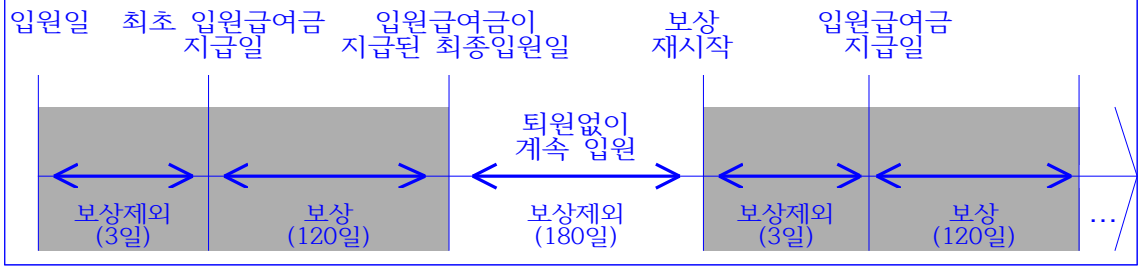 입원일 최초 입원급여금 입원급여금이 보상 입원급여금
지급일 지급된 최종입원일 재시작 지급일
퇴원없이
계속 입원
보상제외 보상 보상제외 보상제외 보상 ...
(3일) (120일) (180일) (3일) (120일)